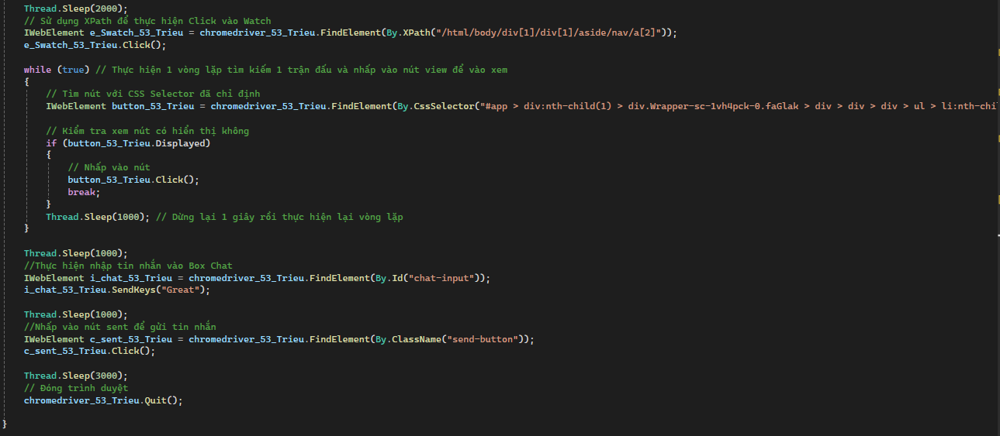 Thread.Sleep(2000);
// Sử dụng XPath để thực hiện Click vào Watch
IWebElement e_Swatch_53_Trieu = chromedriver_53_Trieu.FindElement(By.XPath("/html/body/div[1]/div[1]/aside/nav/a[2]"));
e_Swatch_53_Trieu.Click();
while (true) // Thực hiện 1 vòng lặp tìm kiếm 1 trận đấu và nhấp vào nút view để vào xem
{
// Tìm nút với CSS Selector đã chỉ định
IWebElement button_53_Trieu = chromedriver_53_Trieu.FindElement(By.CssSelector("#app > div:nth-child(1) > div.Wrapper-sc-1vh4pck-0.faGlak > div > div > div > ul > li:nth-chi
// Kiểm tra xem nút có hiển thị không
if (button_53_Trieu.Displayed)
{
// Nhấp vào nút
button_53_Trieu.Click();
break;
}
Thread.Sleep(1000); // Dừng lại 1 giây rồi thực hiện lại vòng lặp
}
Thread.Sleep(1000);
//Thực hiện nhập tin nhắn vào Box Chat
IWebElement i_chat_53_Trieu = chromedriver_53_Trieu.FindElement(By.Id("chat-input"));
i_chat_53_Trieu.SendKeys("Great");
Thread.Sleep(1000);
//Nhấp vào nút sent để gửi tin nhắn
IWebElement c_sent_53_Trieu = chromedriver_53_Trieu.FindElement(By.ClassName("send-button"));
c_sent_53_Trieu.Click();
Thread.Sleep(3000);
// Đóng trình duyệt
chromedriver_53_Trieu.Quit();
}